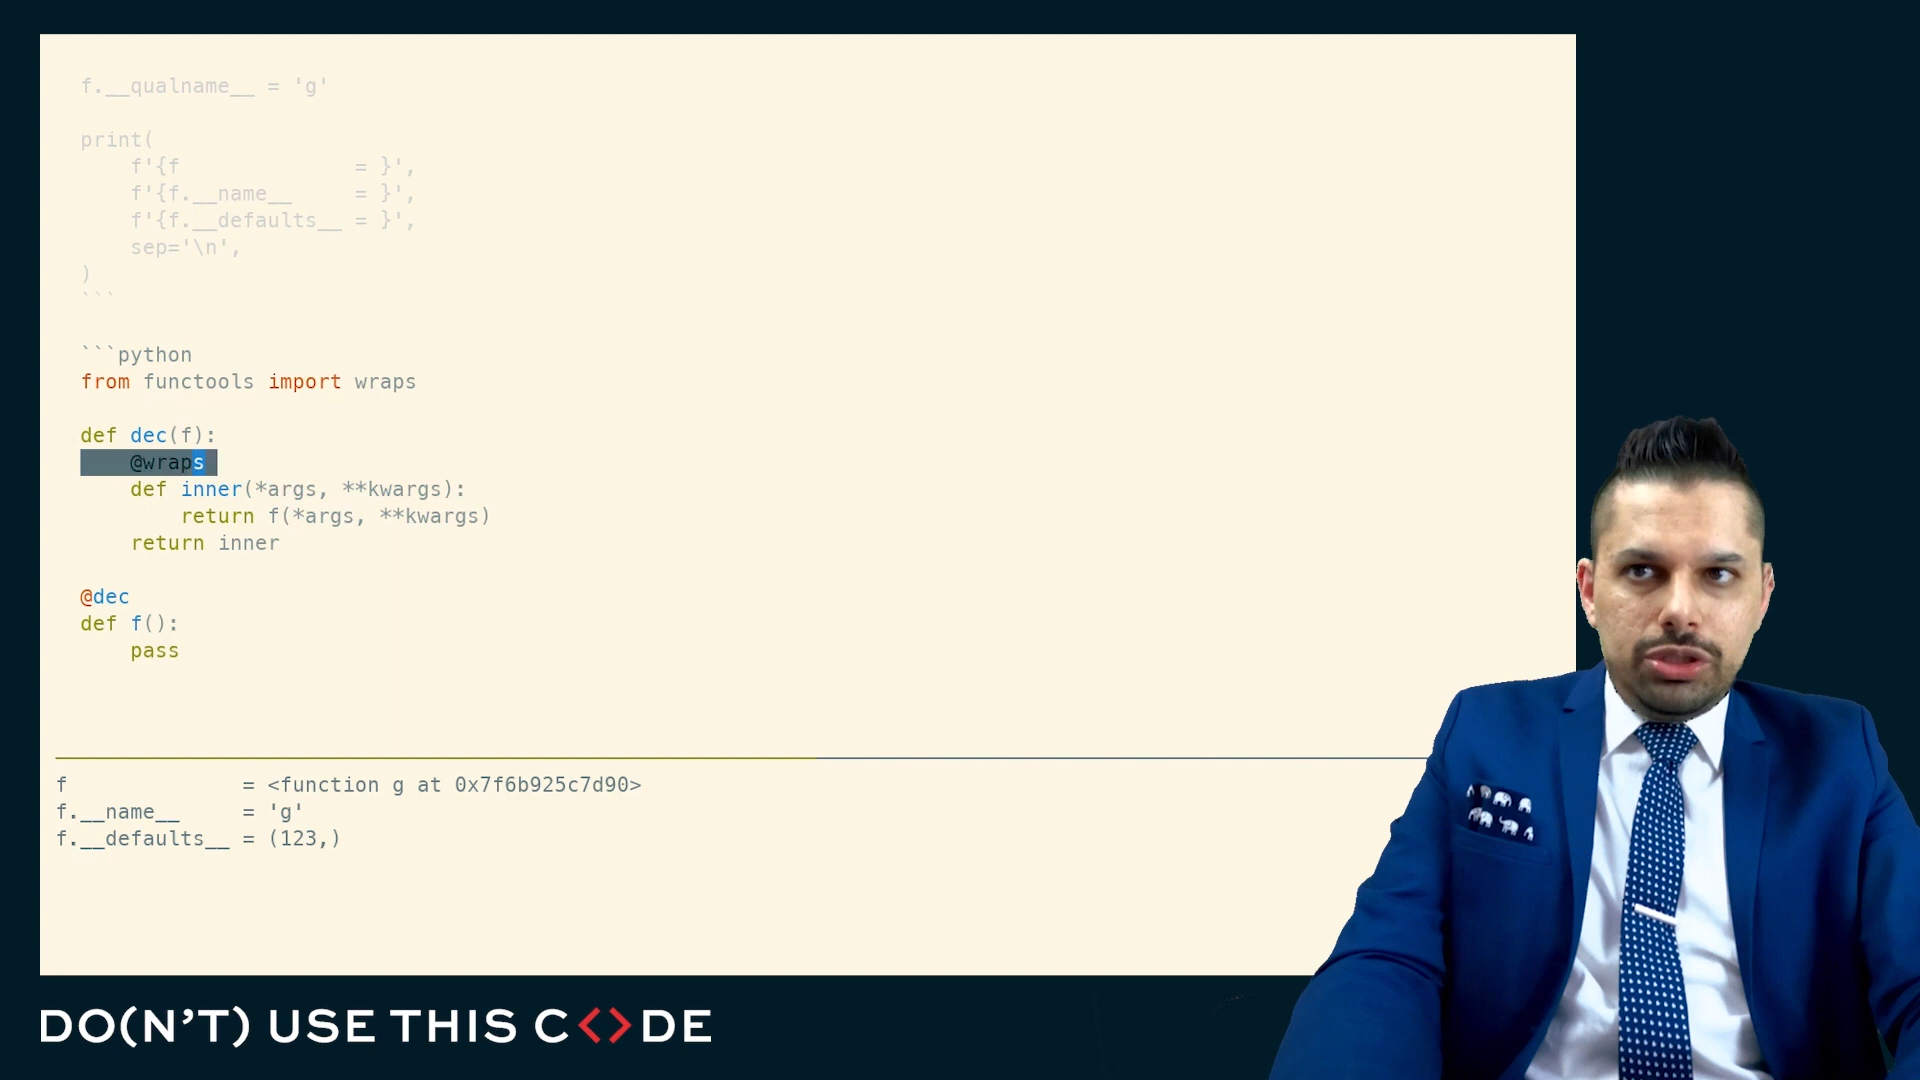 f.__qualname__ = 'g'
print(
    f'{f              = }',
    f'{f.__name__     = }',
    f'{f.__defaults__ = }',
    sep='\n',
)
```
```python
from functools import wraps
def dec(f):
    @wraps
    def inner(*args, **kwargs):
        return f(*args, **kwargs)
    return inner
@dec
def f():
    pass
f              = <function g at 0x7f6b925c7d90>
f.__name__     = 'g'
f.__defaults__ = (123,)
DO(N'T) USE THIS C<>DE